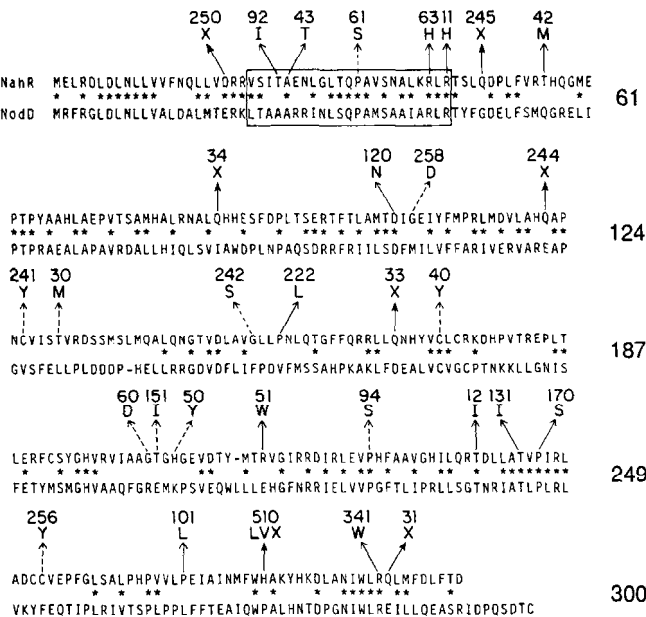 250 92 43 61 63 11 245 42
X I T S H H X M
NahR MELRDLDLNLLVVFNQLLVDRRVSITAENLGLTQPAVSNALKRLRTSLQDPLFVRTHQGME
61
NodD MRFRGLDLNLLVALDALMTERKLTAAARRINLSQPAMSAAIARLRTYFGDELFSMQGRELI
34 120 258 244
X N D X
PTPYAAHLAEPVTSAMHALRNALQHHESFDPLTSERTFTLAMTDIGEIYFMPRLMDVLAHQAP
124
PTPRAEALAPAVRDALLHIQLSVIAWDPLNPAQSDRRFRIILSDFMILVFFARIVERVAREAP
241 30 242 222 33 40
Y M S L X Y
NCVISTVRDSSMSLMQALQNGTVDLAVGLLPNLQTGFFQRRLLQNHYVCLCRKDHPVTREPLT
187
GVSFELLPLDDDP-HELLRRGDVDFLIFPDVFMSSAHPKAKLFDEALVCVGCPTNKKLLGNIS
60 151 50 51 94 12 131 170
D I Y W S I I S
LERFCSYGHVRVIAAGTGHGEVDTY-MTRVGIRRDIRLEVPHFAAVGHILQRTDLLATVPIRL
249
FETYMSMGHVAAQFGREMKPSVEQWLLLEHGFNRRIELVVPGFTLIPRLLSGTNRIATLPLRL
256 101 510 341 31
Y L LVX W X
ADCCVEPFGLSALPHPVVLPEIAINMFWHAKYHKDLANIWLRQLMFDLFTD
300
VKYFEQTIPLRIVTSPLPPLFFTEAIQWPALHNTDPGNIWLREILLQEASRIDPQSDTC